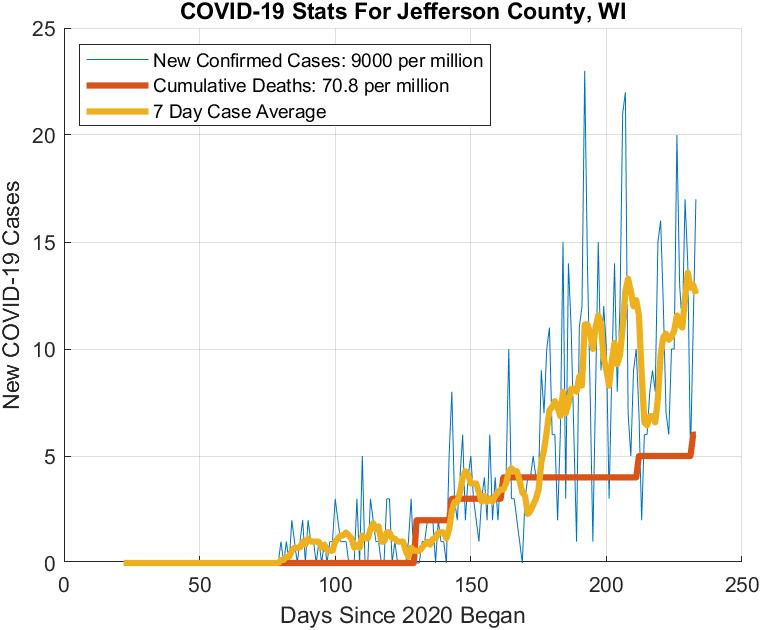 COVID-19 Stats For Jefferson County, WI
New Confirmed Cases: 9000 per million
Cumulative Deaths: 70.8 per million
7 Day Case Average
New COVID-19 Cases
25
20
15
10
5
0
0 50 100 150 200 250
Days Since 2020 Began